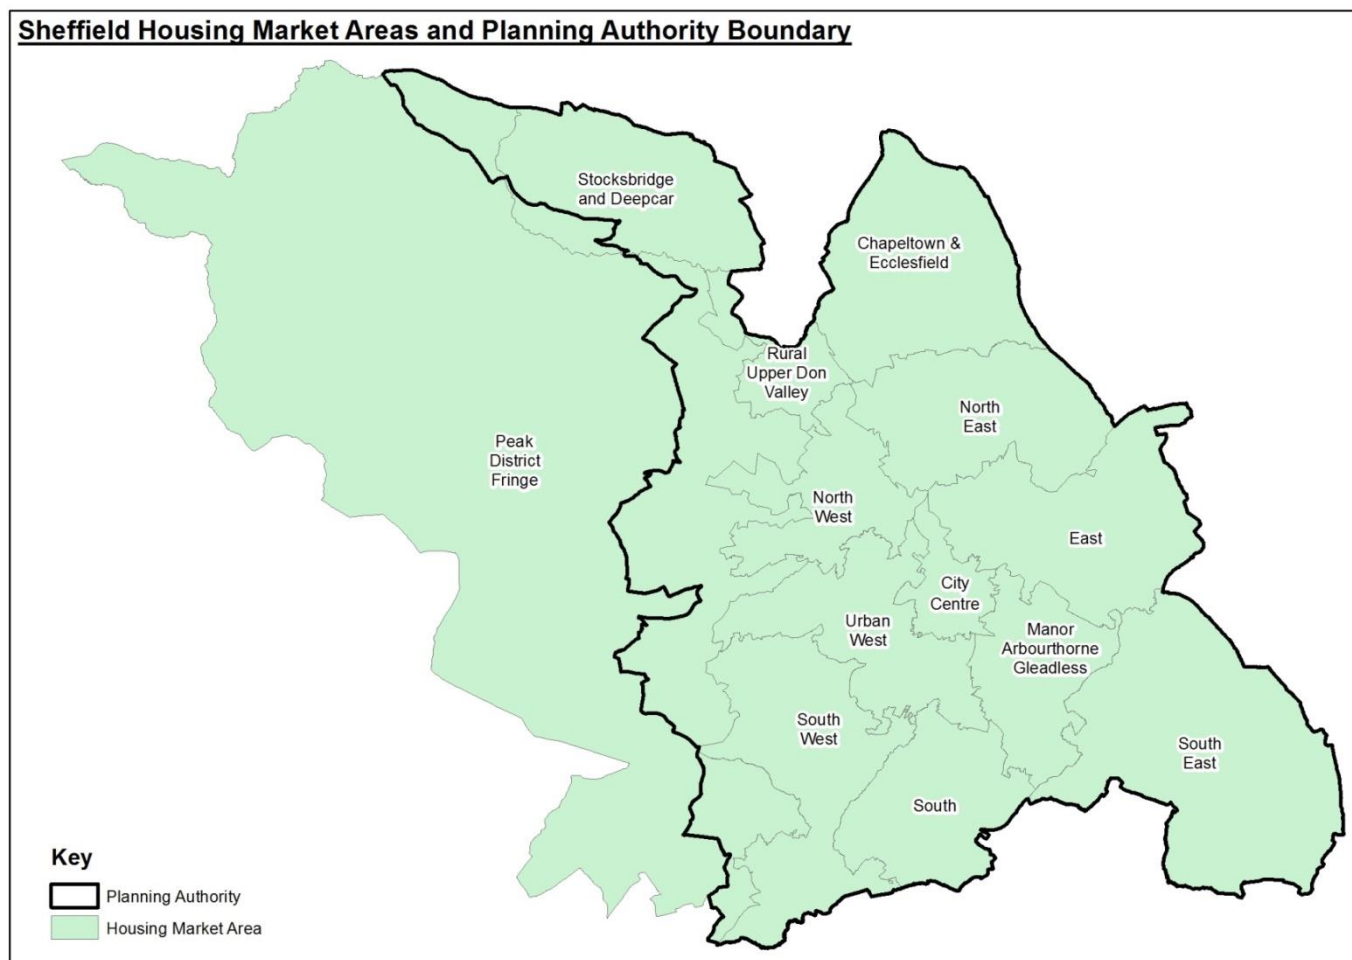 Sheffield Housing Market Areas and Planning Authority Boundary
Stocksbridge
and Deepcar
Chapeltown &
Ecclesfield
Rural
Upper Don
Valley
North
East
Peak
District
Fringe
North
West
East
City
Centre
Urban
West
Manor
Arbourthorne
Gleadless
South
West
South
East
South
Key
Planning Authority
Housing Market Area